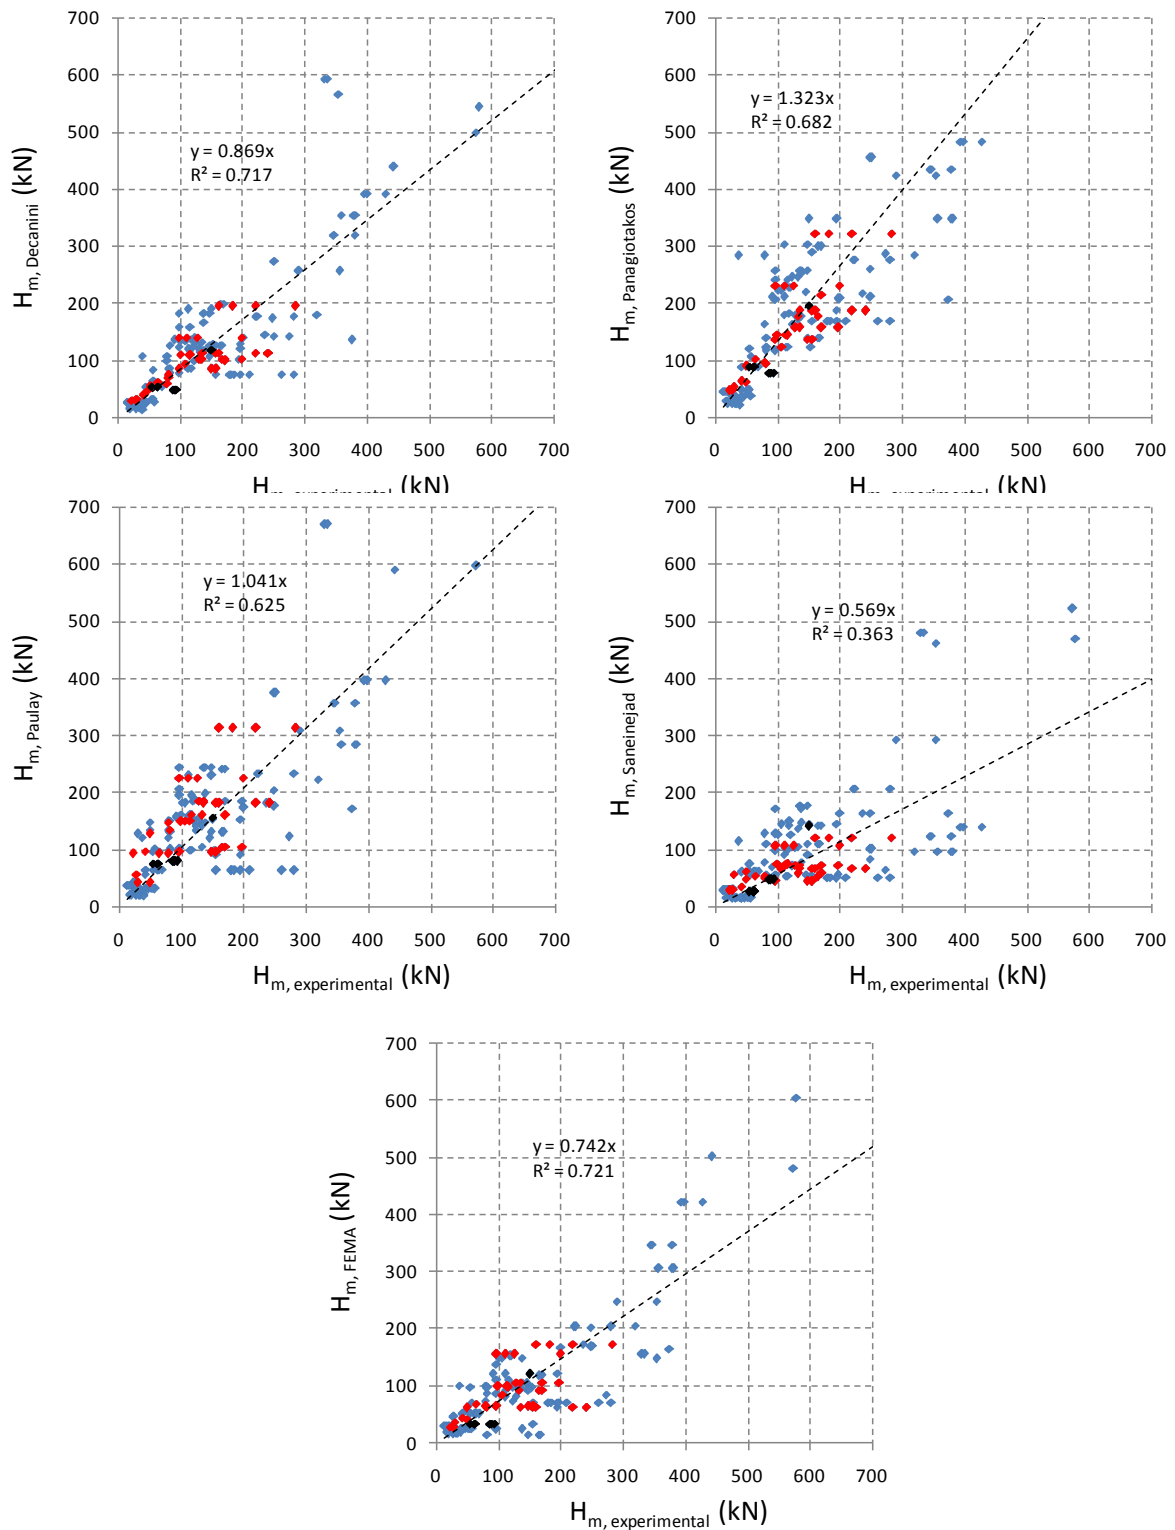 700
600
500
400
300
200
100
0
H_m, Decanini (kN)
y = 0.869x
R² = 0.717
0 100 200 300 400 500 600 700
H_m, experimental (kN)
700
600
500
400
300
200
100
0
H_m, Panagiotakos (kN)
y = 1.323x
R² = 0.682
0 100 200 300 400 500 600 700
H_m, experimental (kN)
700
600
500
400
300
200
100
0
H_m, Paulay (kN)
y = 1.041x
R² = 0.625
0 100 200 300 400 500 600 700
H_m, experimental (kN)
700
600
500
400
300
200
100
0
H_m, Saneinejad (kN)
y = 0.569x
R² = 0.363
0 100 200 300 400 500 600 700
H_m, experimental (kN)
700
600
500
400
300
200
100
0
H_m, FEMA (kN)
y = 0.742x
R² = 0.721
0 100 200 300 400 500 600 700
H_m, experimental (kN)